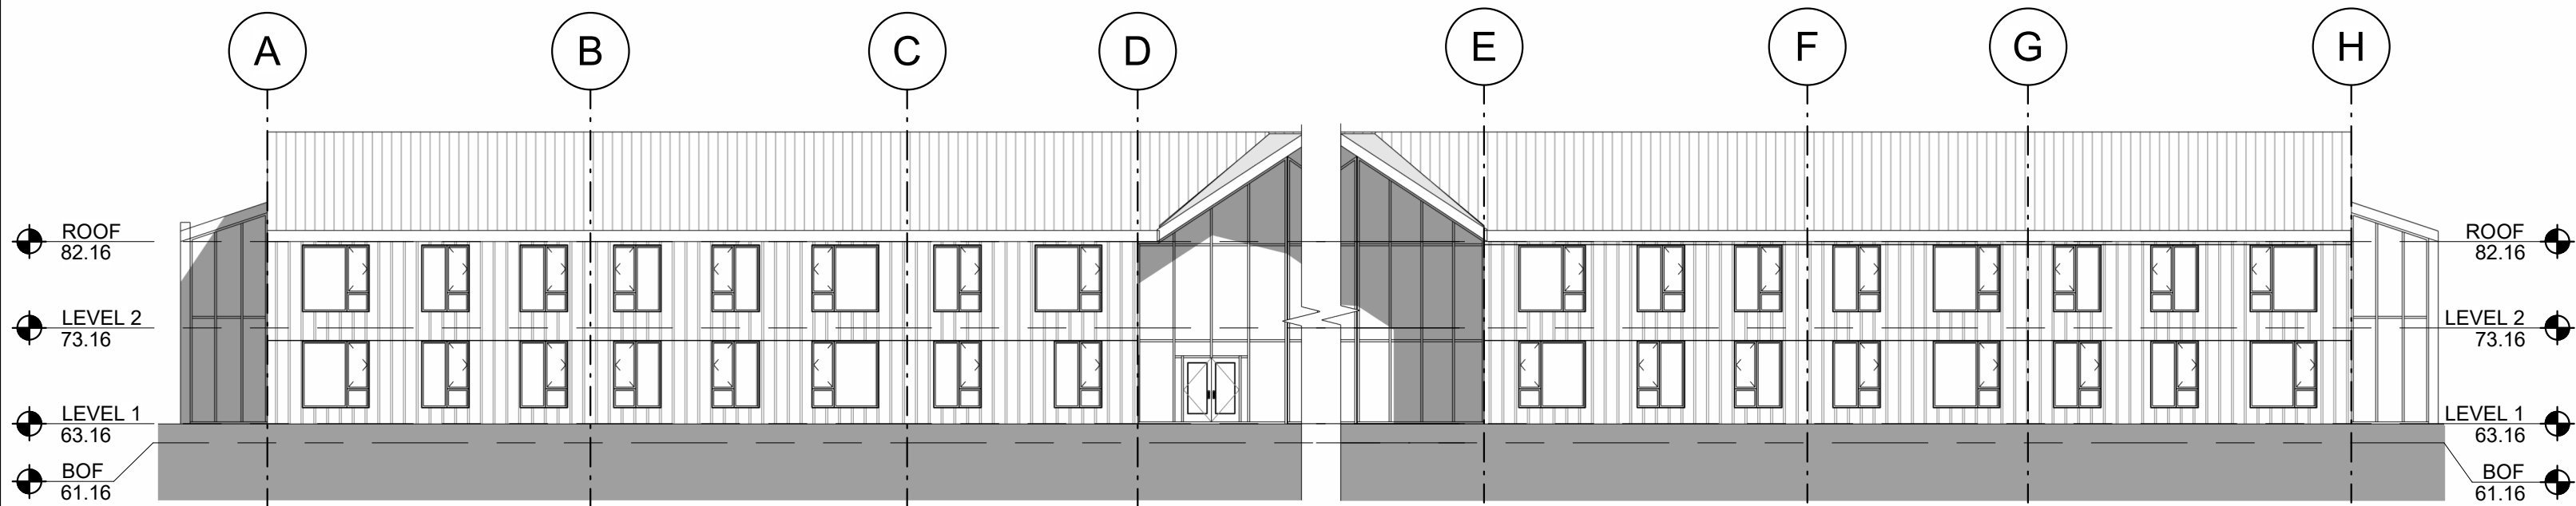 A B C D E F G H
ROOF
82.16
LEVEL 2
73.16
LEVEL 1
63.16
BOF
61.16
ROOF
82.16
LEVEL 2
73.16
LEVEL 1
63.16
BOF
61.16